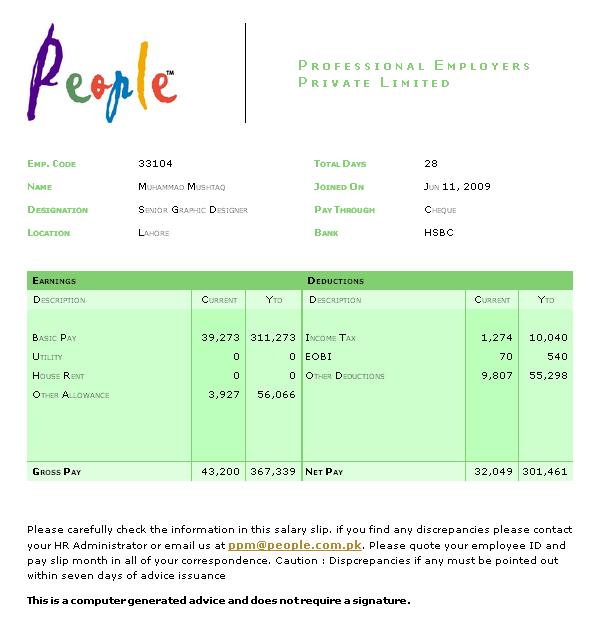 People™
Professional Employers
Private Limited
Emp. Code 33104 Total Days 28
Name Muhammad Mushtaq Joined On Jun 11, 2009
Designation Senior Graphic Designer Pay Through Cheque
Location Lahore Bank HSBC
Earnings Deductions
Description Current Ytd Description Current Ytd
Basic Pay 39,273 311,273 Income Tax 1,274 10,040
Utility 0 0 EOBI 70 540
House Rent 0 0 Other Deductions 9,807 55,298
Other Allowance 3,927 56,066
Gross Pay 43,200 367,339 Net Pay 32,049 301,461
Please carefully check the information in this salary slip. if you find any discrepancies please contact
your HR Administrator or email us at ppm@people.com.pk. Please quote your employee ID and
pay slip month in all of your correspondence. Caution : Dispcrepancies if any must be pointed out
within seven days of advice issuance
This is a computer generated advice and does not require a signature.